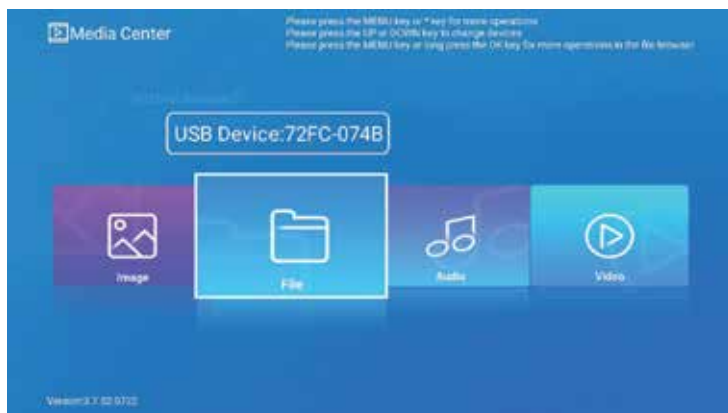 Media Center
Please press the MENU key or * key for more operations
Please press the UP or DOWN key to change devices
Please press the MENU key or long press the OK key for more operations in the file browser
USB Device:72FC-074B
Image
File
Audio
Video